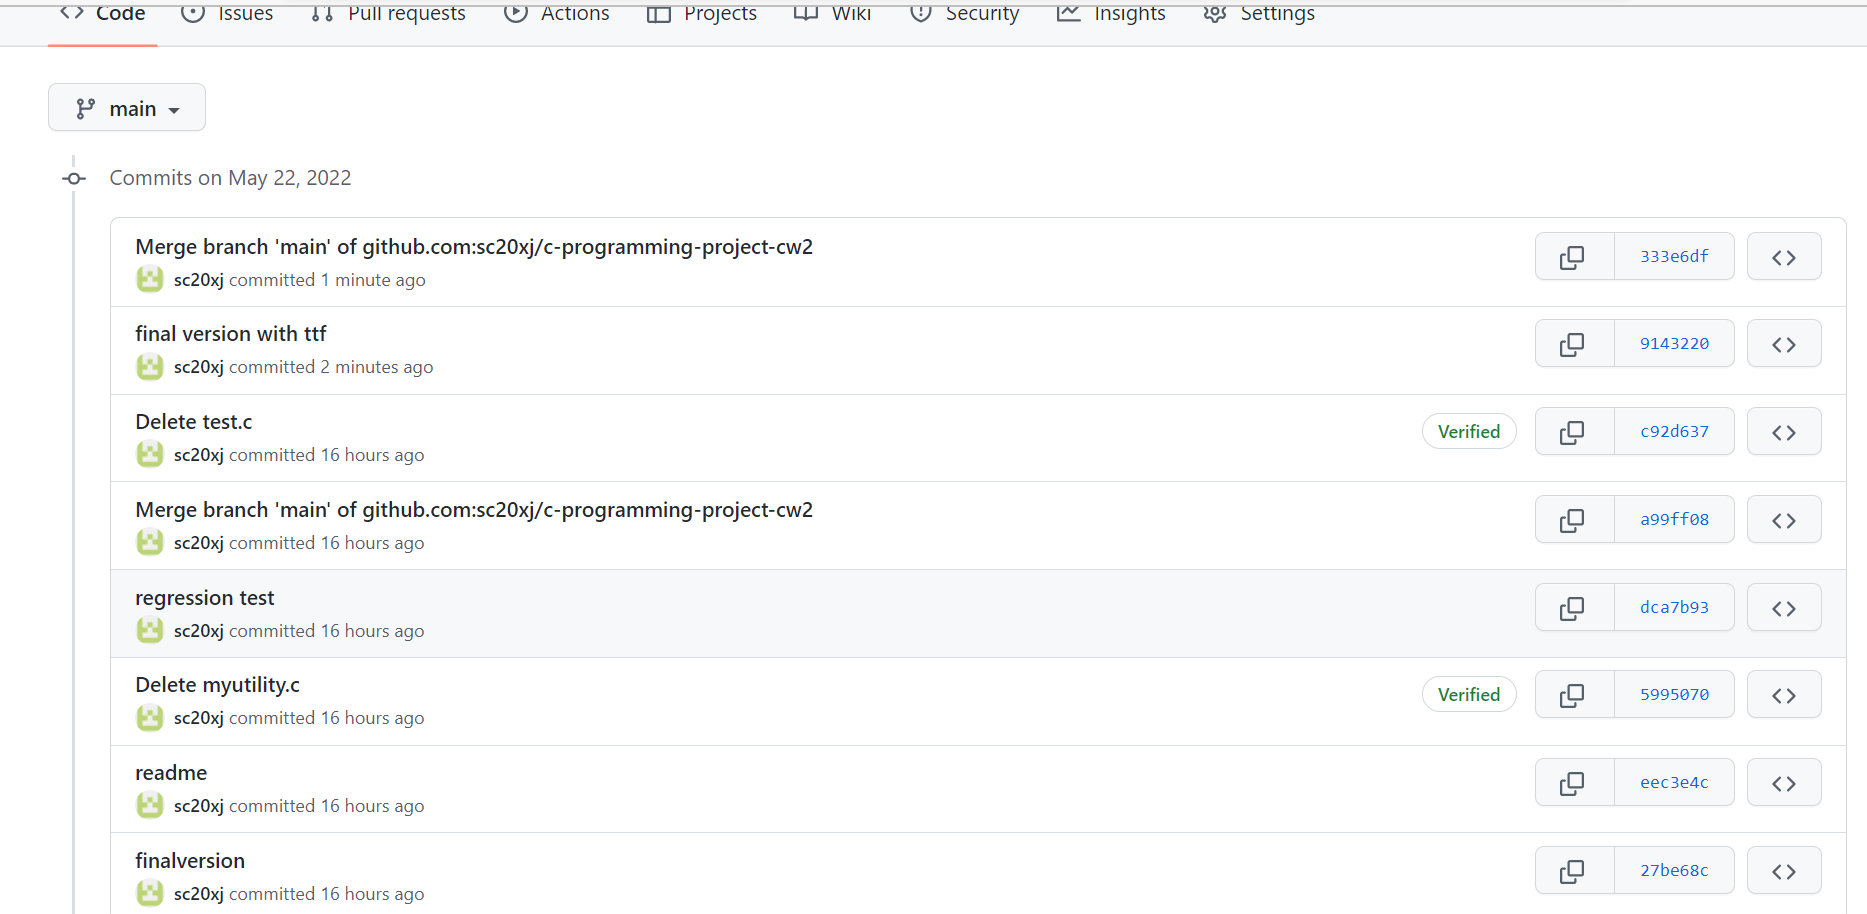 Code Issues Pull requests Actions Projects Wiki Security Insights Settings
main
Commits on May 22, 2022
Merge branch 'main' of github.com:sc20xj/c-programming-project-cw2
sc20xj committed 1 minute ago
333e6df
final version with ttf
sc20xj committed 2 minutes ago
9143220
Delete test.c
sc20xj committed 16 hours ago
Verified
c92d637
Merge branch 'main' of github.com:sc20xj/c-programming-project-cw2
sc20xj committed 16 hours ago
a99ff08
regression test
sc20xj committed 16 hours ago
dca7b93
Delete myutility.c
sc20xj committed 16 hours ago
Verified
5995070
readme
sc20xj committed 16 hours ago
eec3e4c
finalversion
sc20xj committed 16 hours ago
27be68c